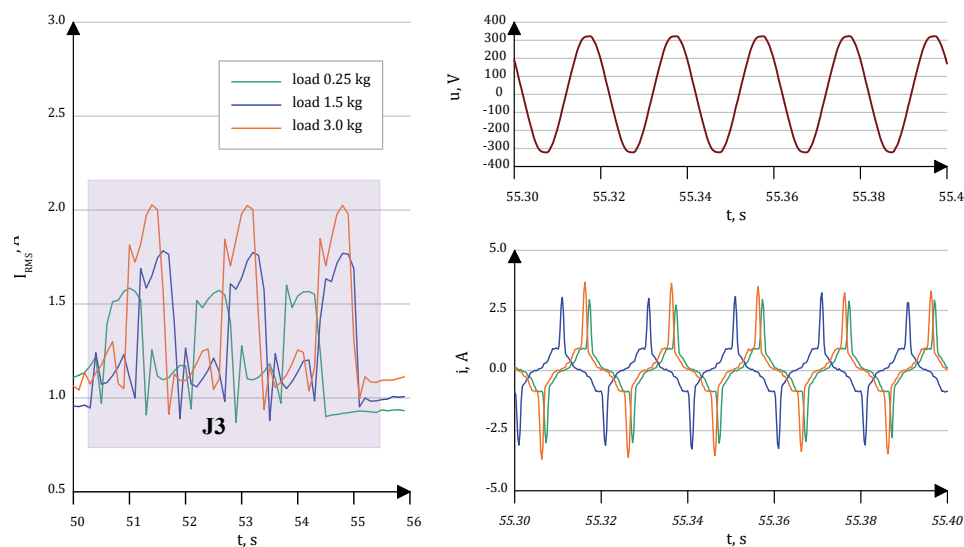 3.0
2.5
2.0
1.5
1.0
0.5
I_RMS, A
load 0.25 kg
load 1.5 kg
load 3.0 kg
J3
50 51 52 53 54 55 56
t, s
400
300
200
100
0
-100
-200
-300
-400
u, V
55.30 55.32 55.34 55.36 55.38 55.4
t, s
5.0
2.5
0.0
-2.5
-5.0
i, A
55.30 55.32 55.34 55.36 55.38 55.40
t, s